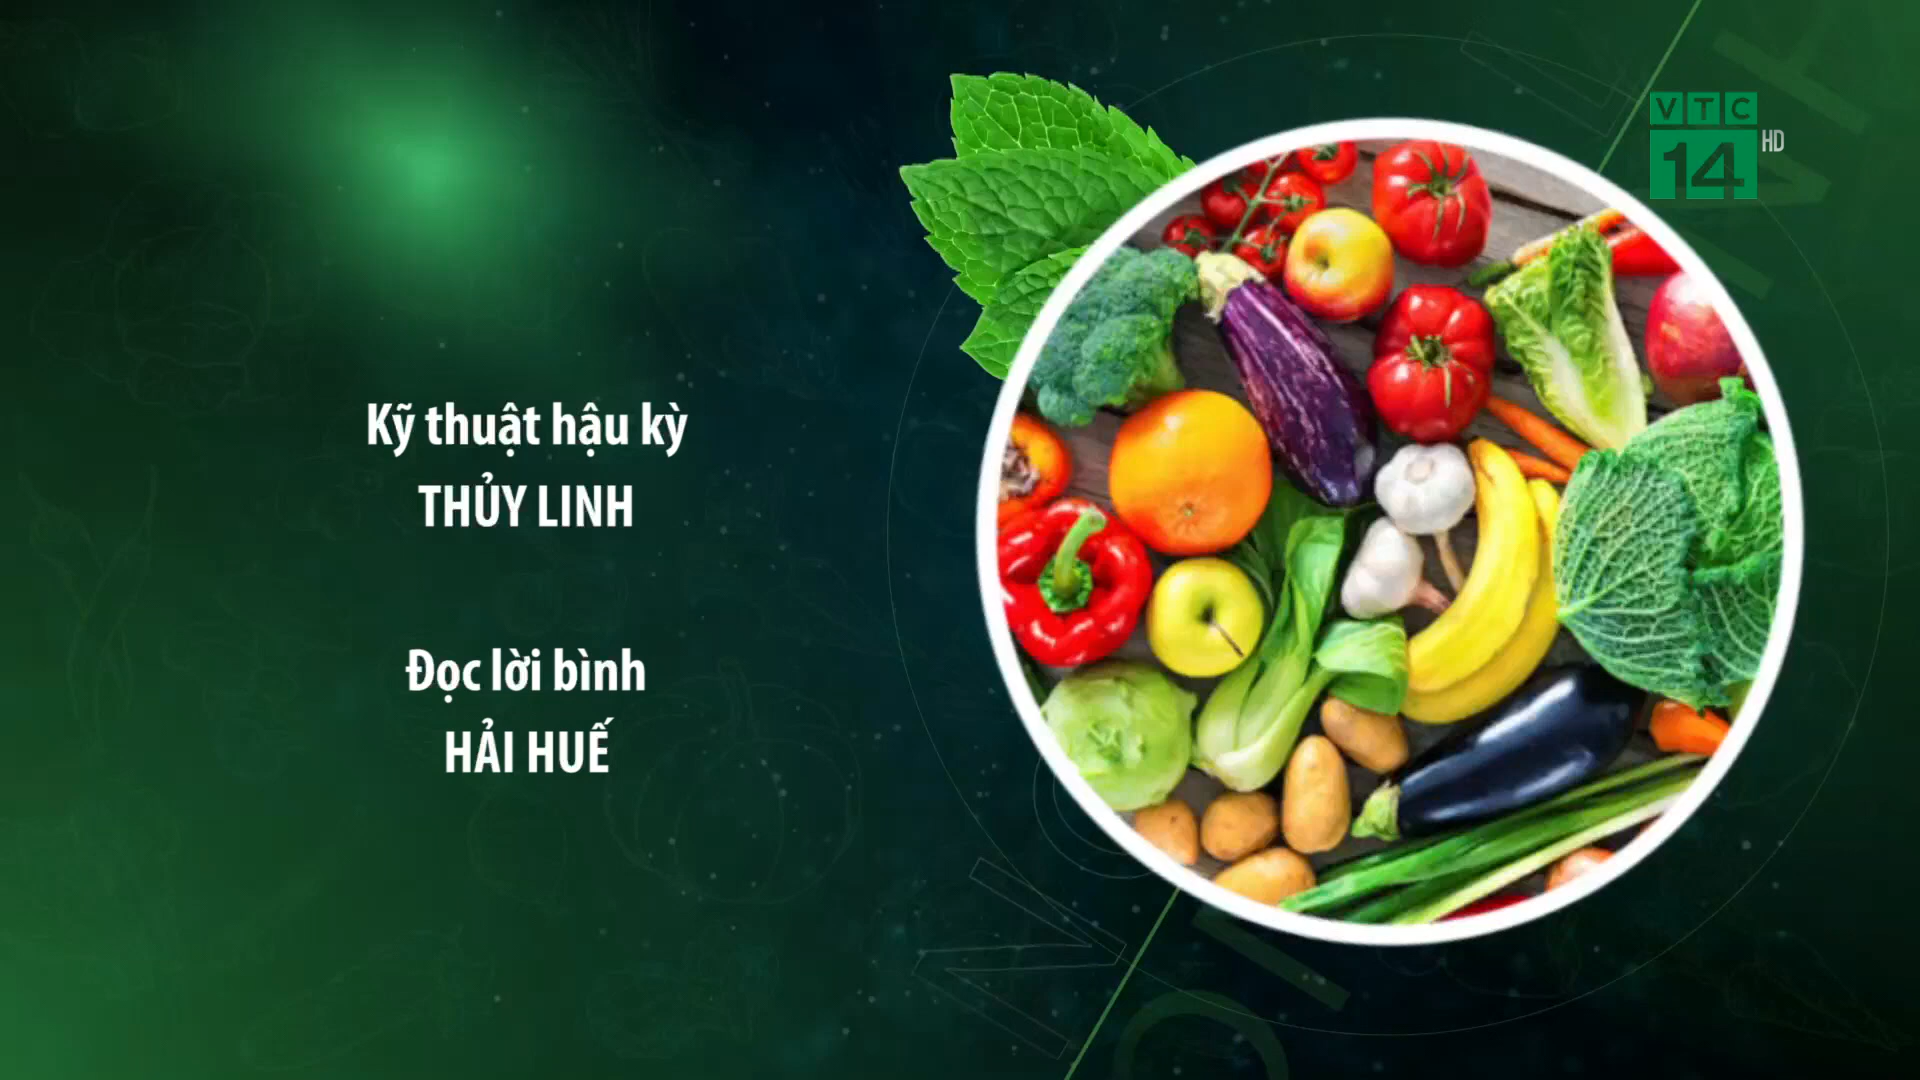 Kỹ thuật hậu kỳ
THỦY LINH
Đọc lời bình
HẢI HUẾ
VTC
14 HD